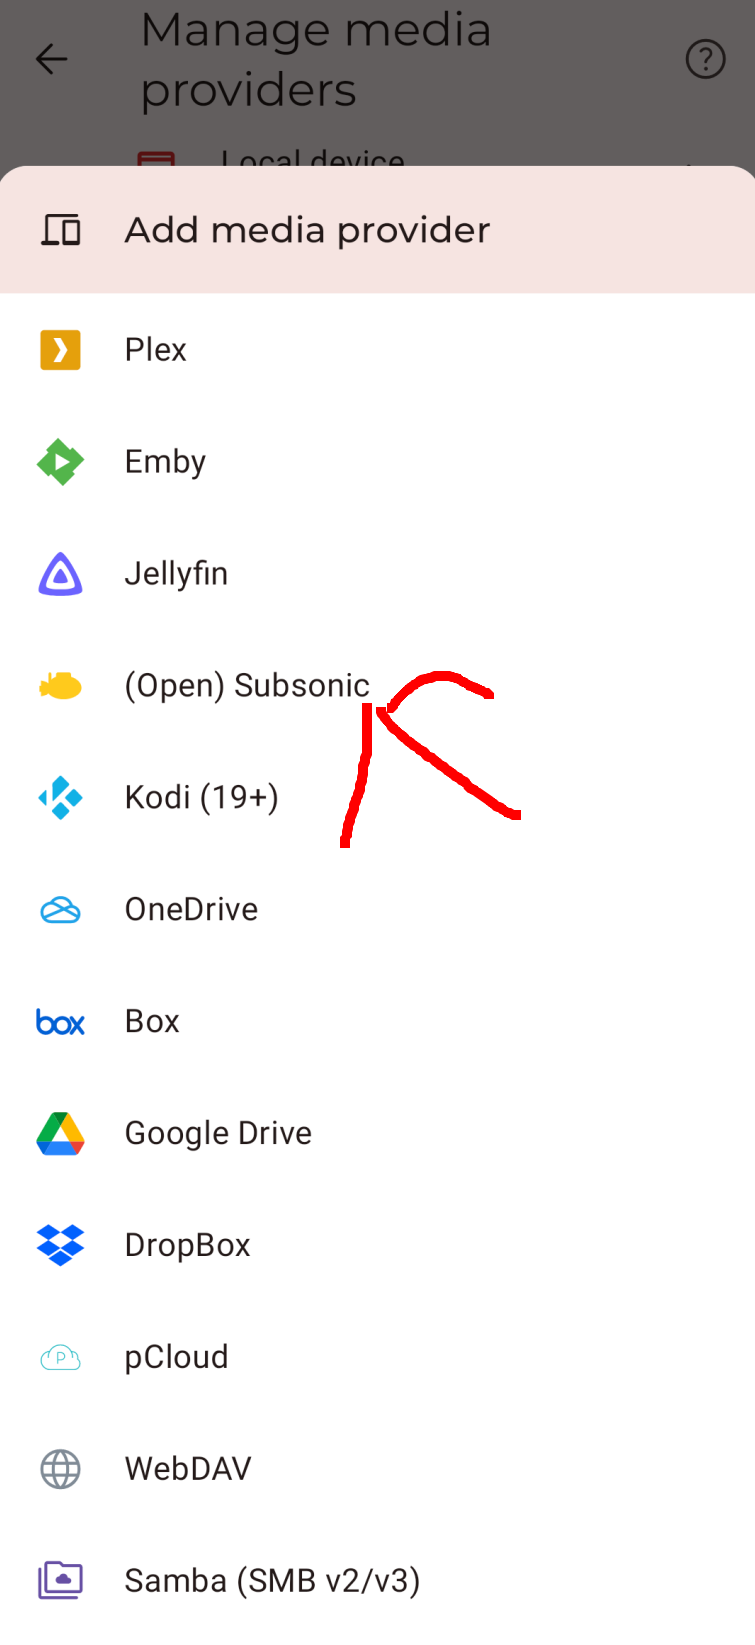 Manage media
providers
Local device
Add media provider
Plex
Emby
Jellyfin
(Open) Subsonic
Kodi (19+)
OneDrive
box Box
Google Drive
DropBox
P pCloud
WebDAV
Samba (SMB v2/v3)